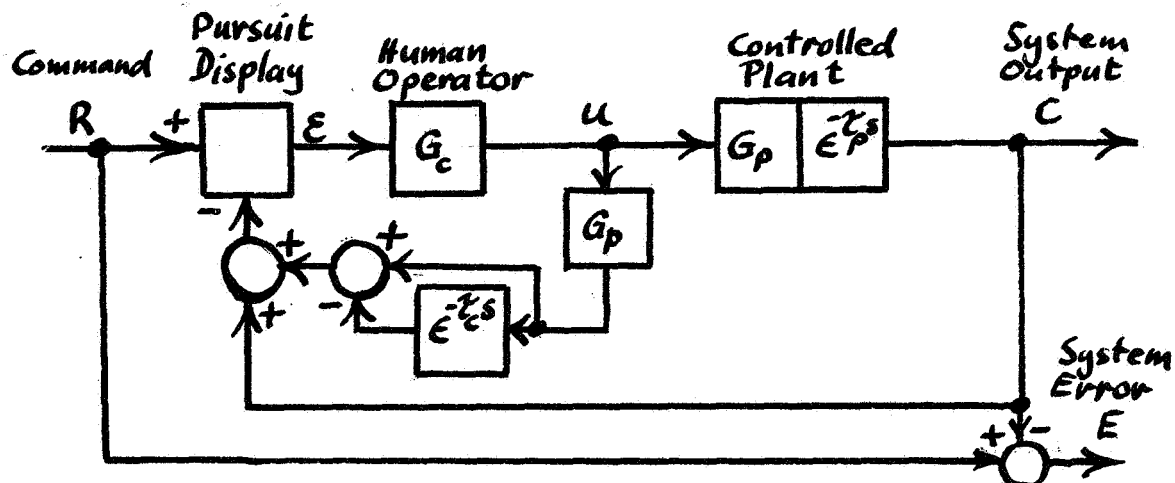 Pursuit
Display
Command
Human
Operator
Controlled
Plant
System
Output
R
+
ε
G_c
u
G_p
ϵ^{-τ_p s}
C
-
+
+
G_p
+
-
ϵ^{-τ_c s}
System
Error
+
-
E